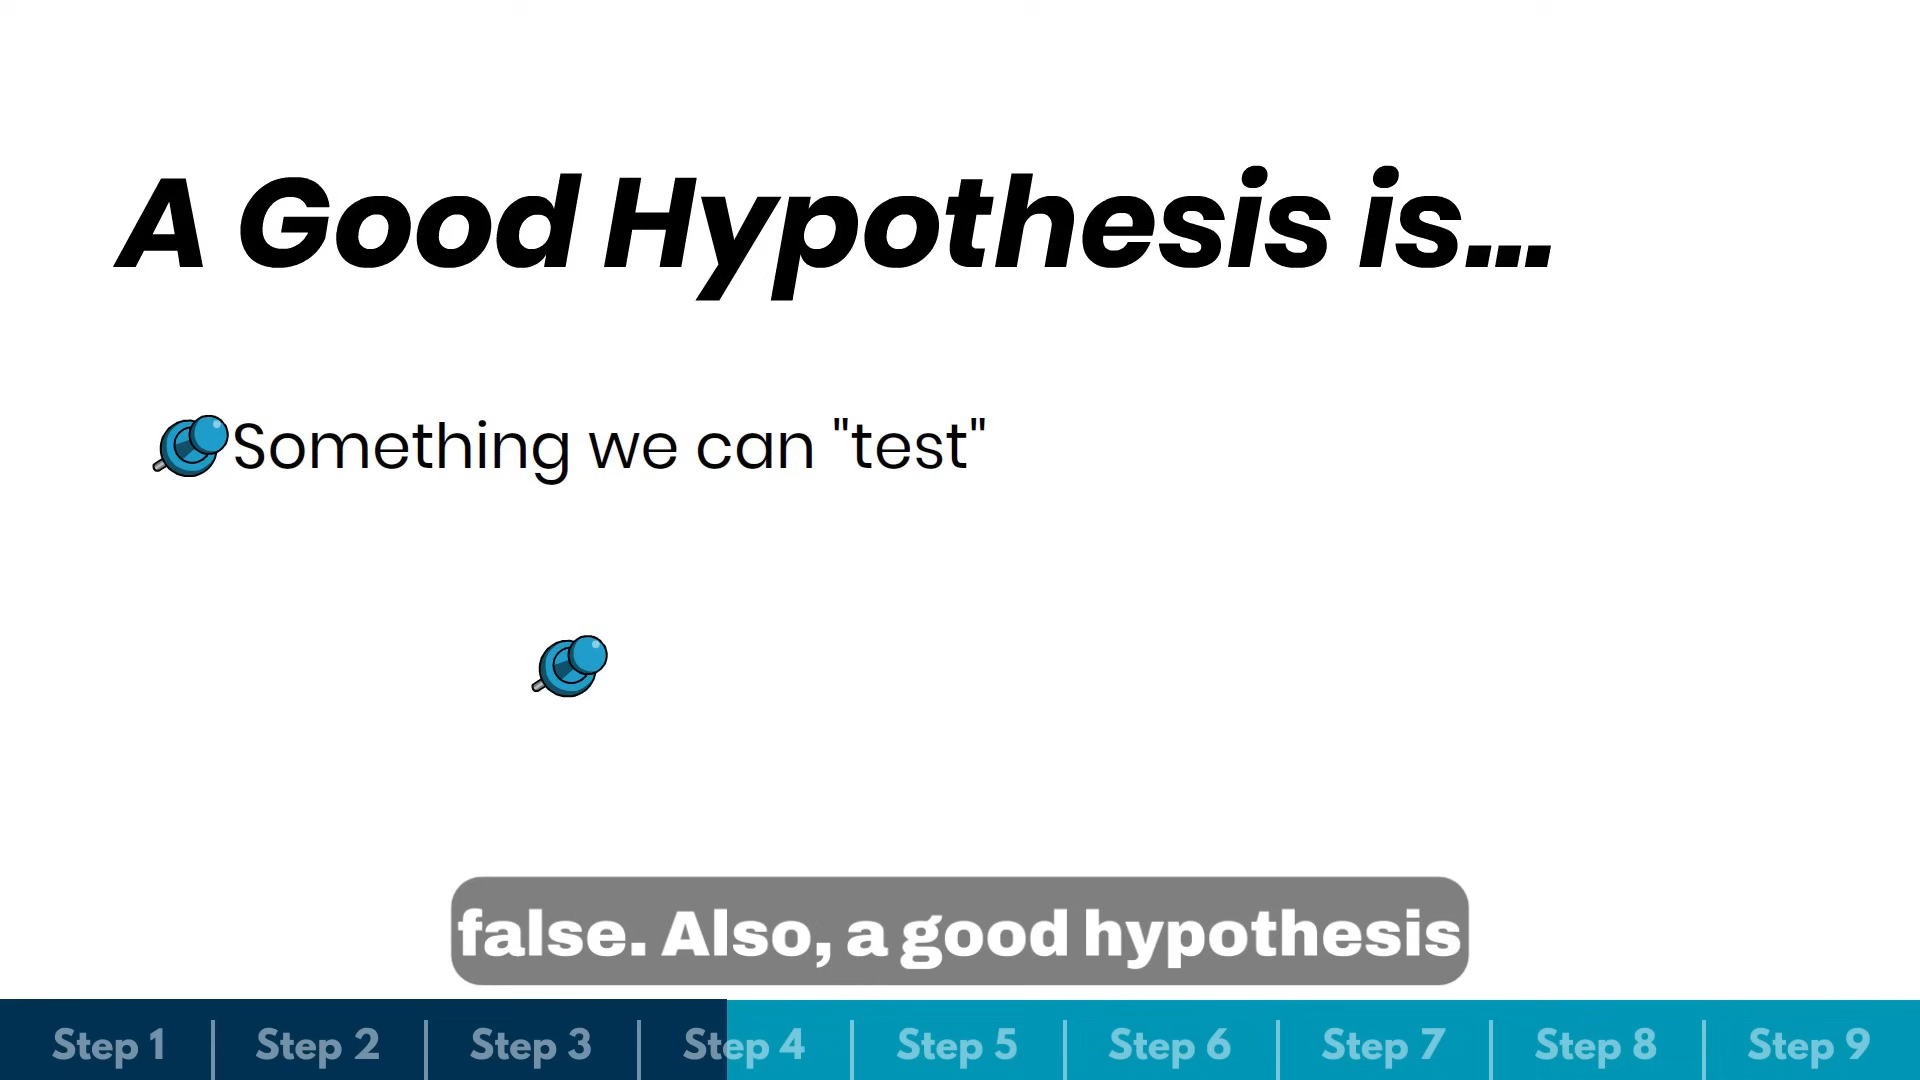 A Good Hypothesis is...
Something we can "test"
false. Also, a good hypothesis
Step 1 Step 2 Step 3 Step 4 Step 5 Step 6 Step 7 Step 8 Step 9